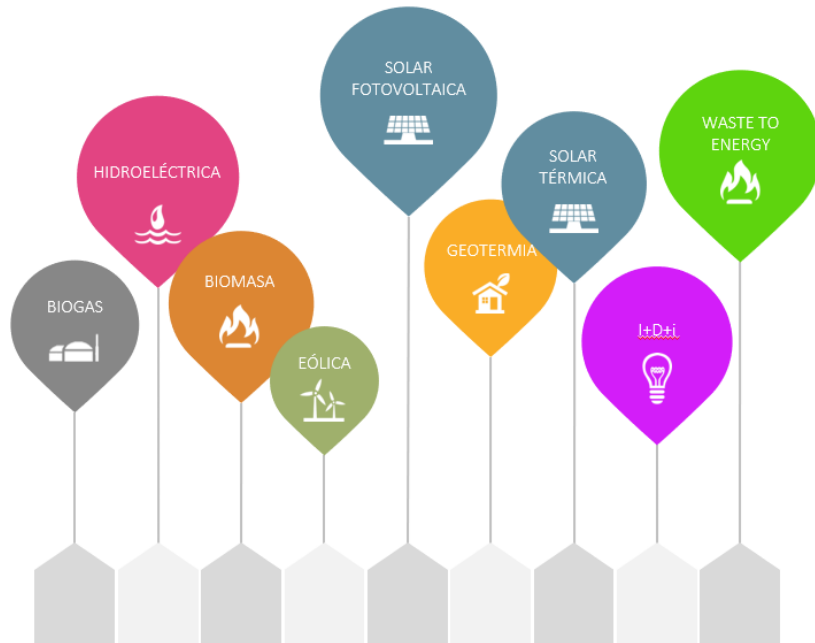 BIOGAS
HIDROELÉCTRICA
BIOMASA
EÓLICA
SOLAR
FOTOVOLTAICA
GEOTERMIA
SOLAR
TÉRMICA
I+D+i
WASTE TO
ENERGY